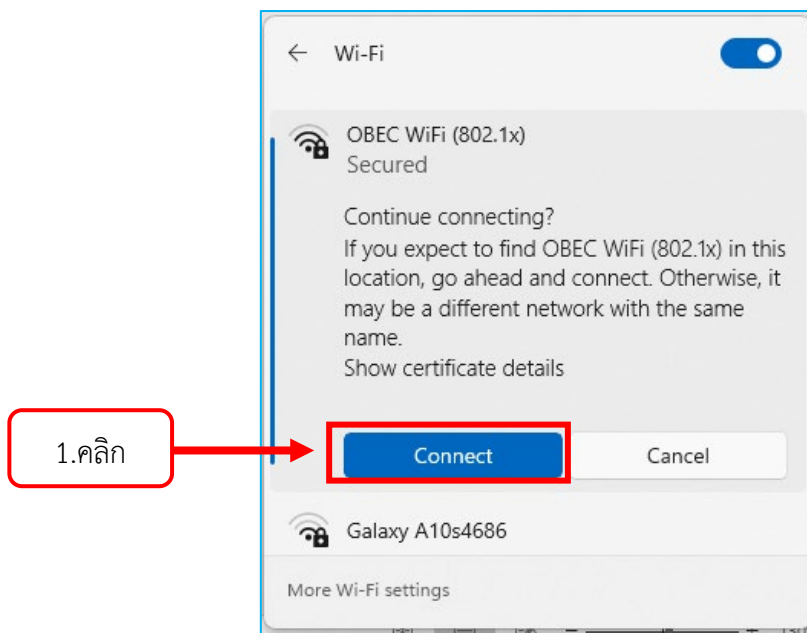 Wi-Fi
OBEC WiFi (802.1x)
Secured
Continue connecting?
If you expect to find OBEC WiFi (802.1x) in this
location, go ahead and connect. Otherwise, it
may be a different network with the same
name.
Show certificate details
1.คลิก
Connect Cancel
Galaxy A10s4686
More Wi-Fi settings